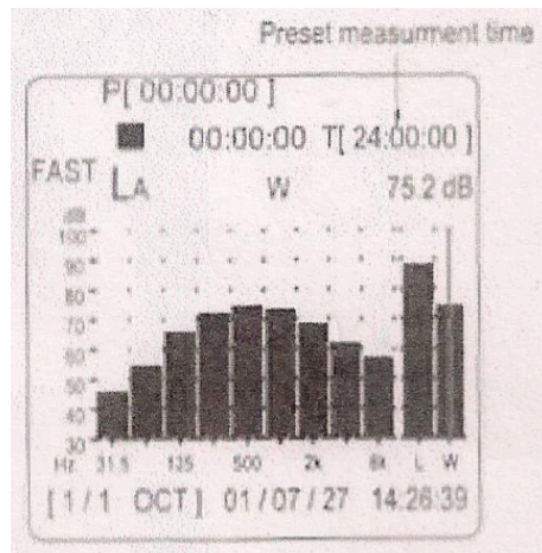 Preset measurment time
P[ 00:00:00 ]
00:00:00 T[ 24:00:00 ]
FAST LA W 75.2 dB
dB
100
90
80
70
60
50
40
30
Hz 31.5 125 500 2k 8k L W
[ 1 / 1 OCT ] 01 / 07 / 27 14:26:39